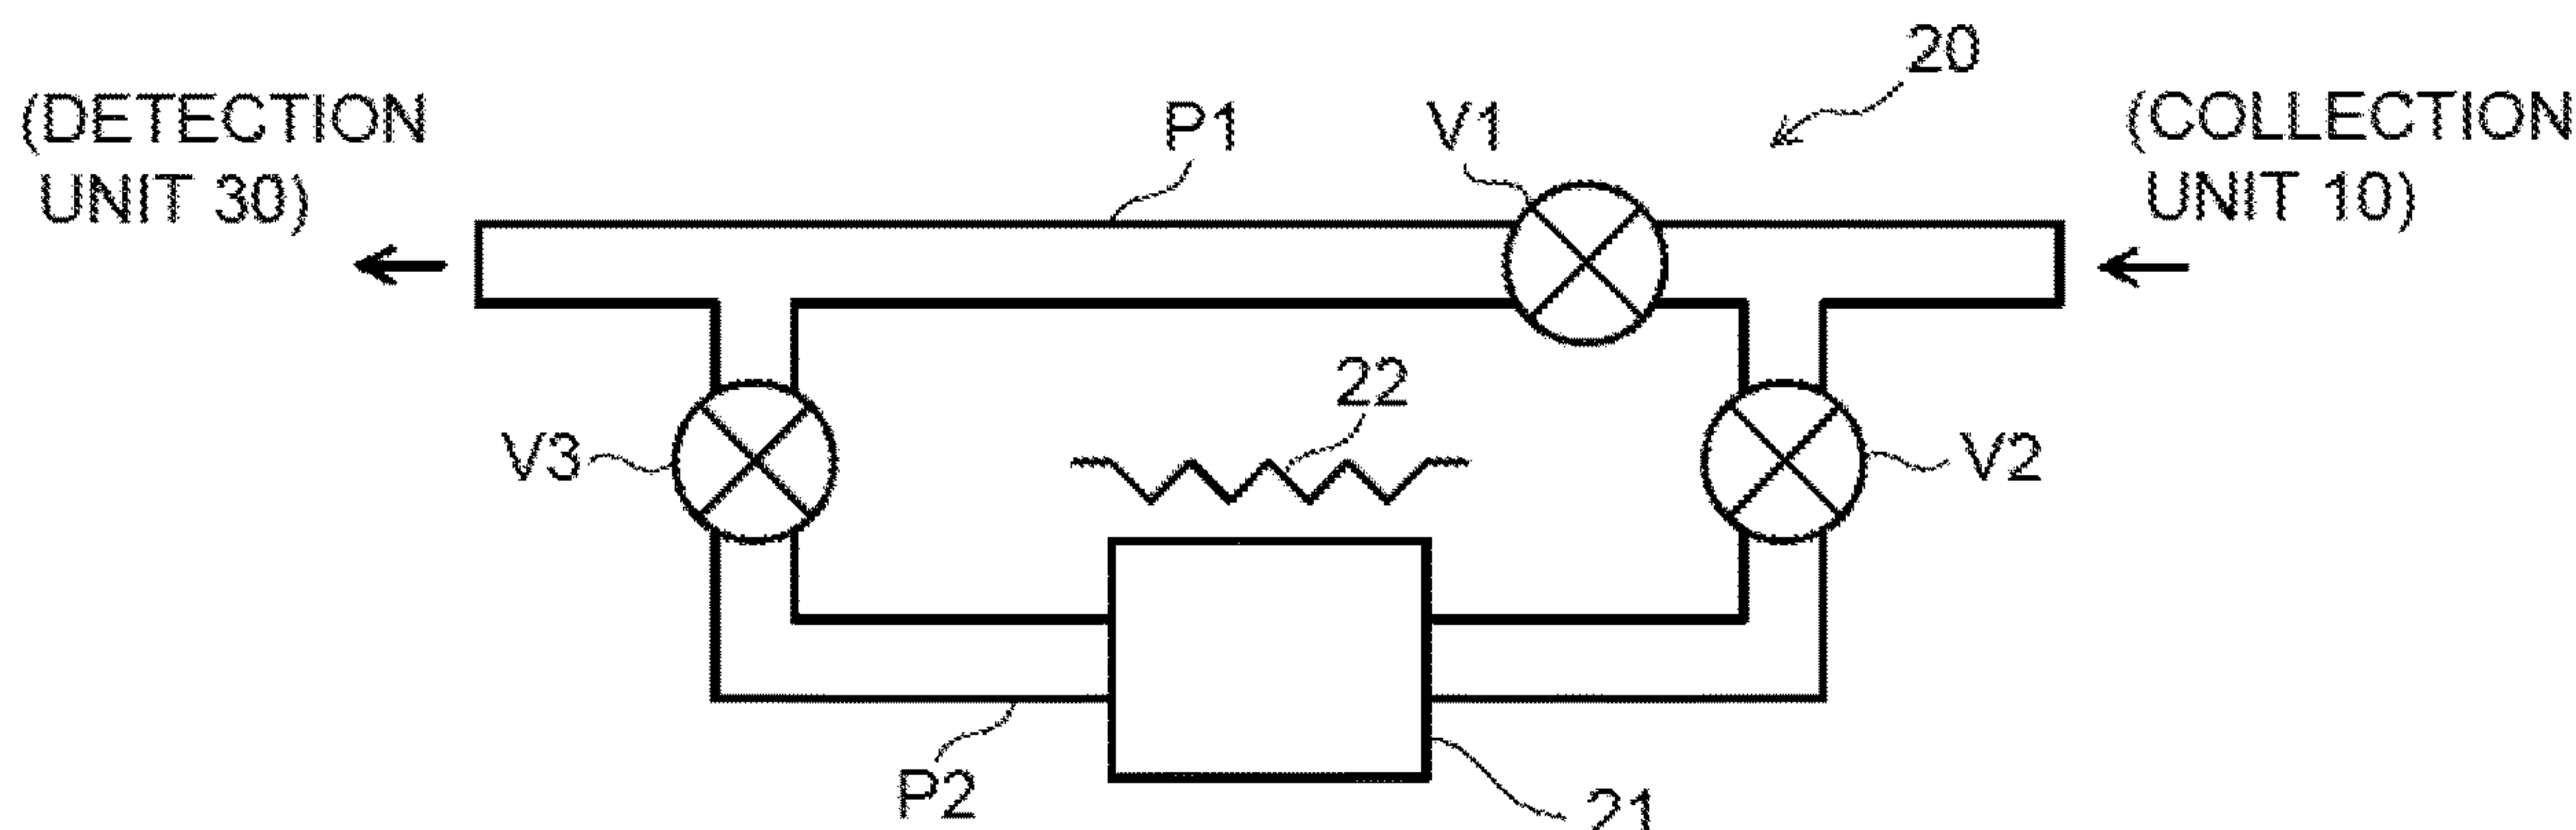 20
(DETECTION
UNIT 30)
P1
V1
(COLLECTION
UNIT 10)
22
V3
V2
P2
21